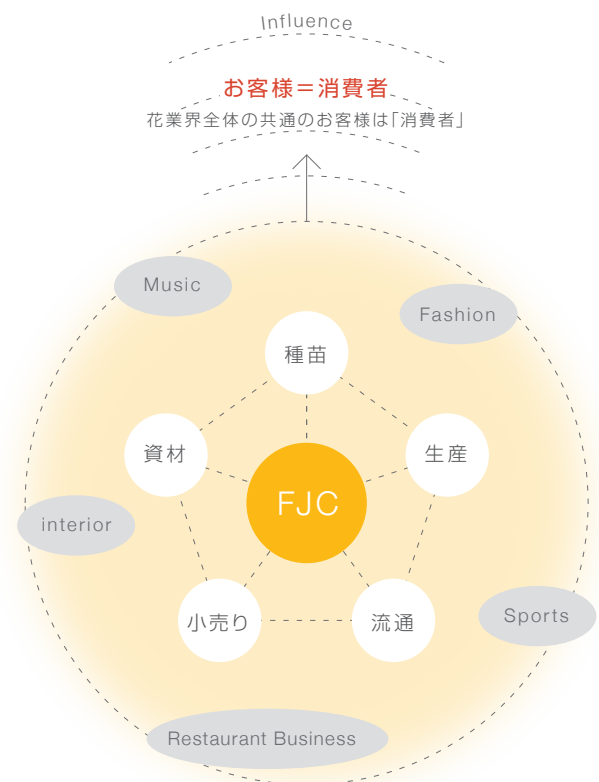 Influence
お客様＝消費者
花業界全体の共通のお客様は「消費者」
Music
Fashion
種苗
資材
生産
FJC
interior
小売り
流通
Sports
Restaurant Business